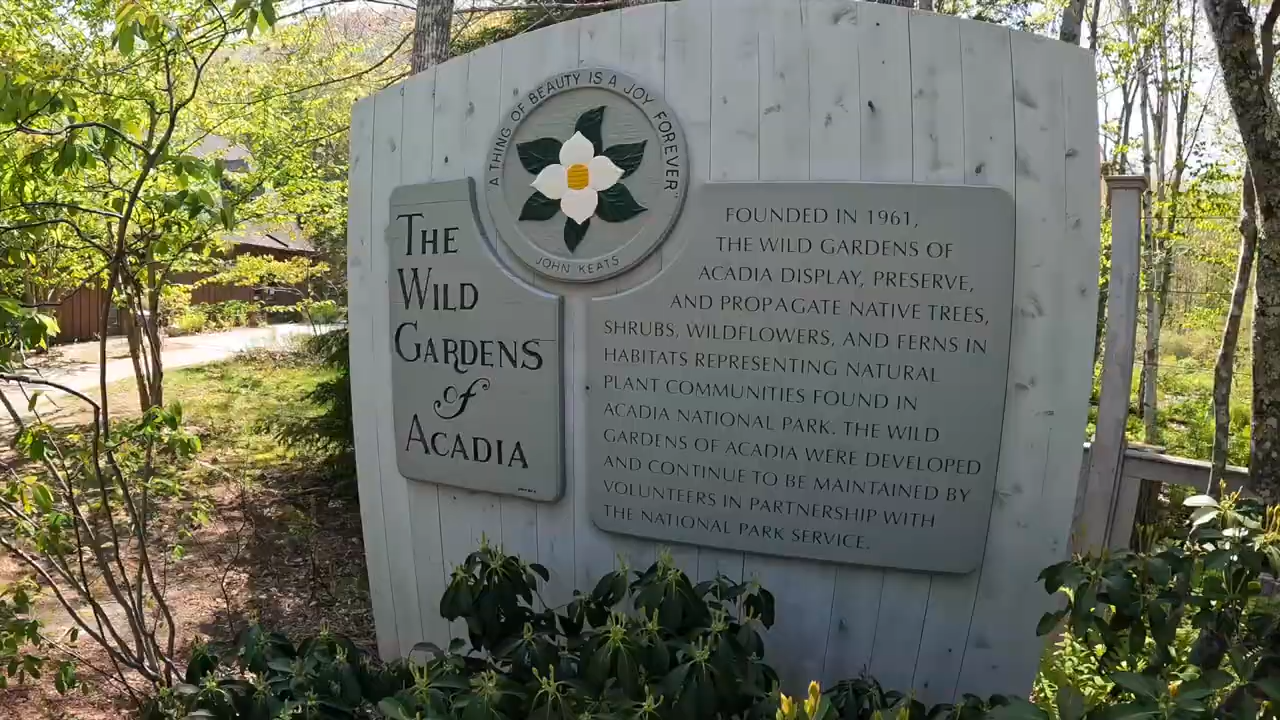 "A THING OF BEAUTY IS A JOY FOREVER"
JOHN KEATS
THE
WILD
GARDENS
of
ACADIA
FOUNDED IN 1961,
THE WILD GARDENS OF
ACADIA DISPLAY, PRESERVE,
AND PROPAGATE NATIVE TREES,
SHRUBS, WILDFLOWERS, AND FERNS IN
HABITATS REPRESENTING NATURAL
PLANT COMMUNITIES FOUND IN
ACADIA NATIONAL PARK. THE WILD
GARDENS OF ACADIA WERE DEVELOPED
AND CONTINUE TO BE MAINTAINED BY
VOLUNTEERS IN PARTNERSHIP WITH
THE NATIONAL PARK SERVICE.